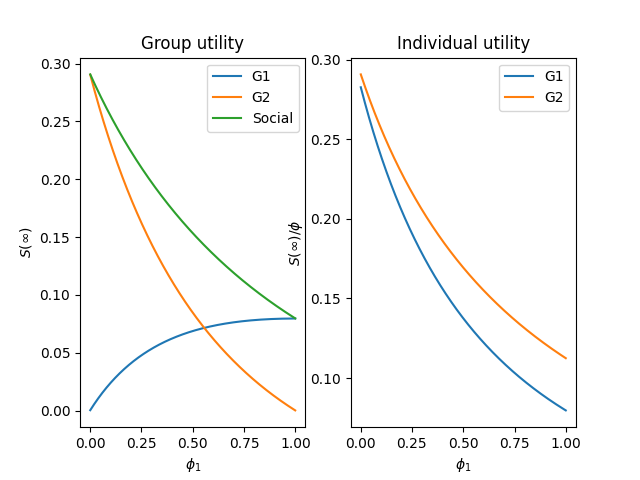 Group utility
G1
G2
Social
S(∞)
0.30
0.25
0.20
0.15
0.10
0.05
0.00
0.00 0.25 0.50 0.75 1.00
ϕ₁
Individual utility
G1
G2
S(∞)/ϕ
0.30
0.25
0.20
0.15
0.10
0.00 0.25 0.50 0.75 1.00
ϕ₁